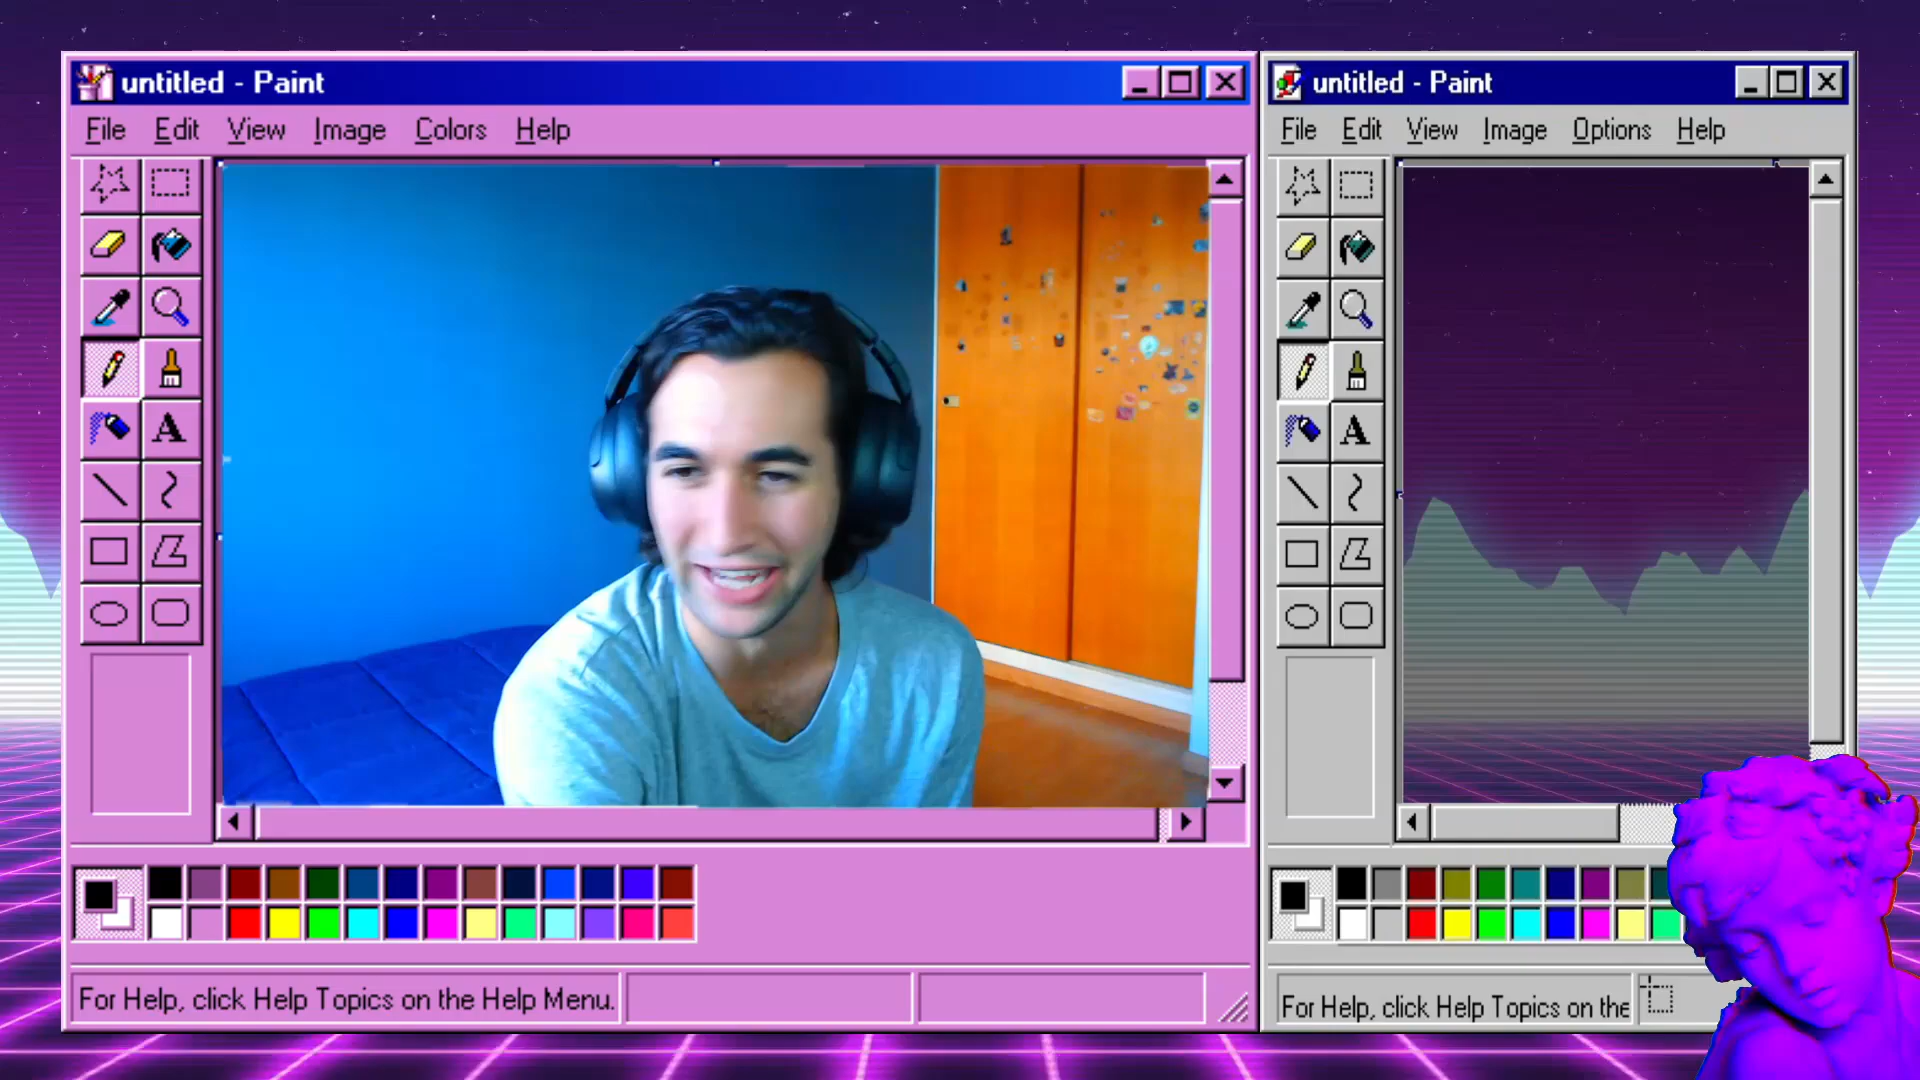 untitled - Paint
File Edit View Image Colors Help
A
For Help, click Help Topics on the Help Menu.
untitled - Paint
File Edit View Image Options Help
A
For Help, click Help Topics on the